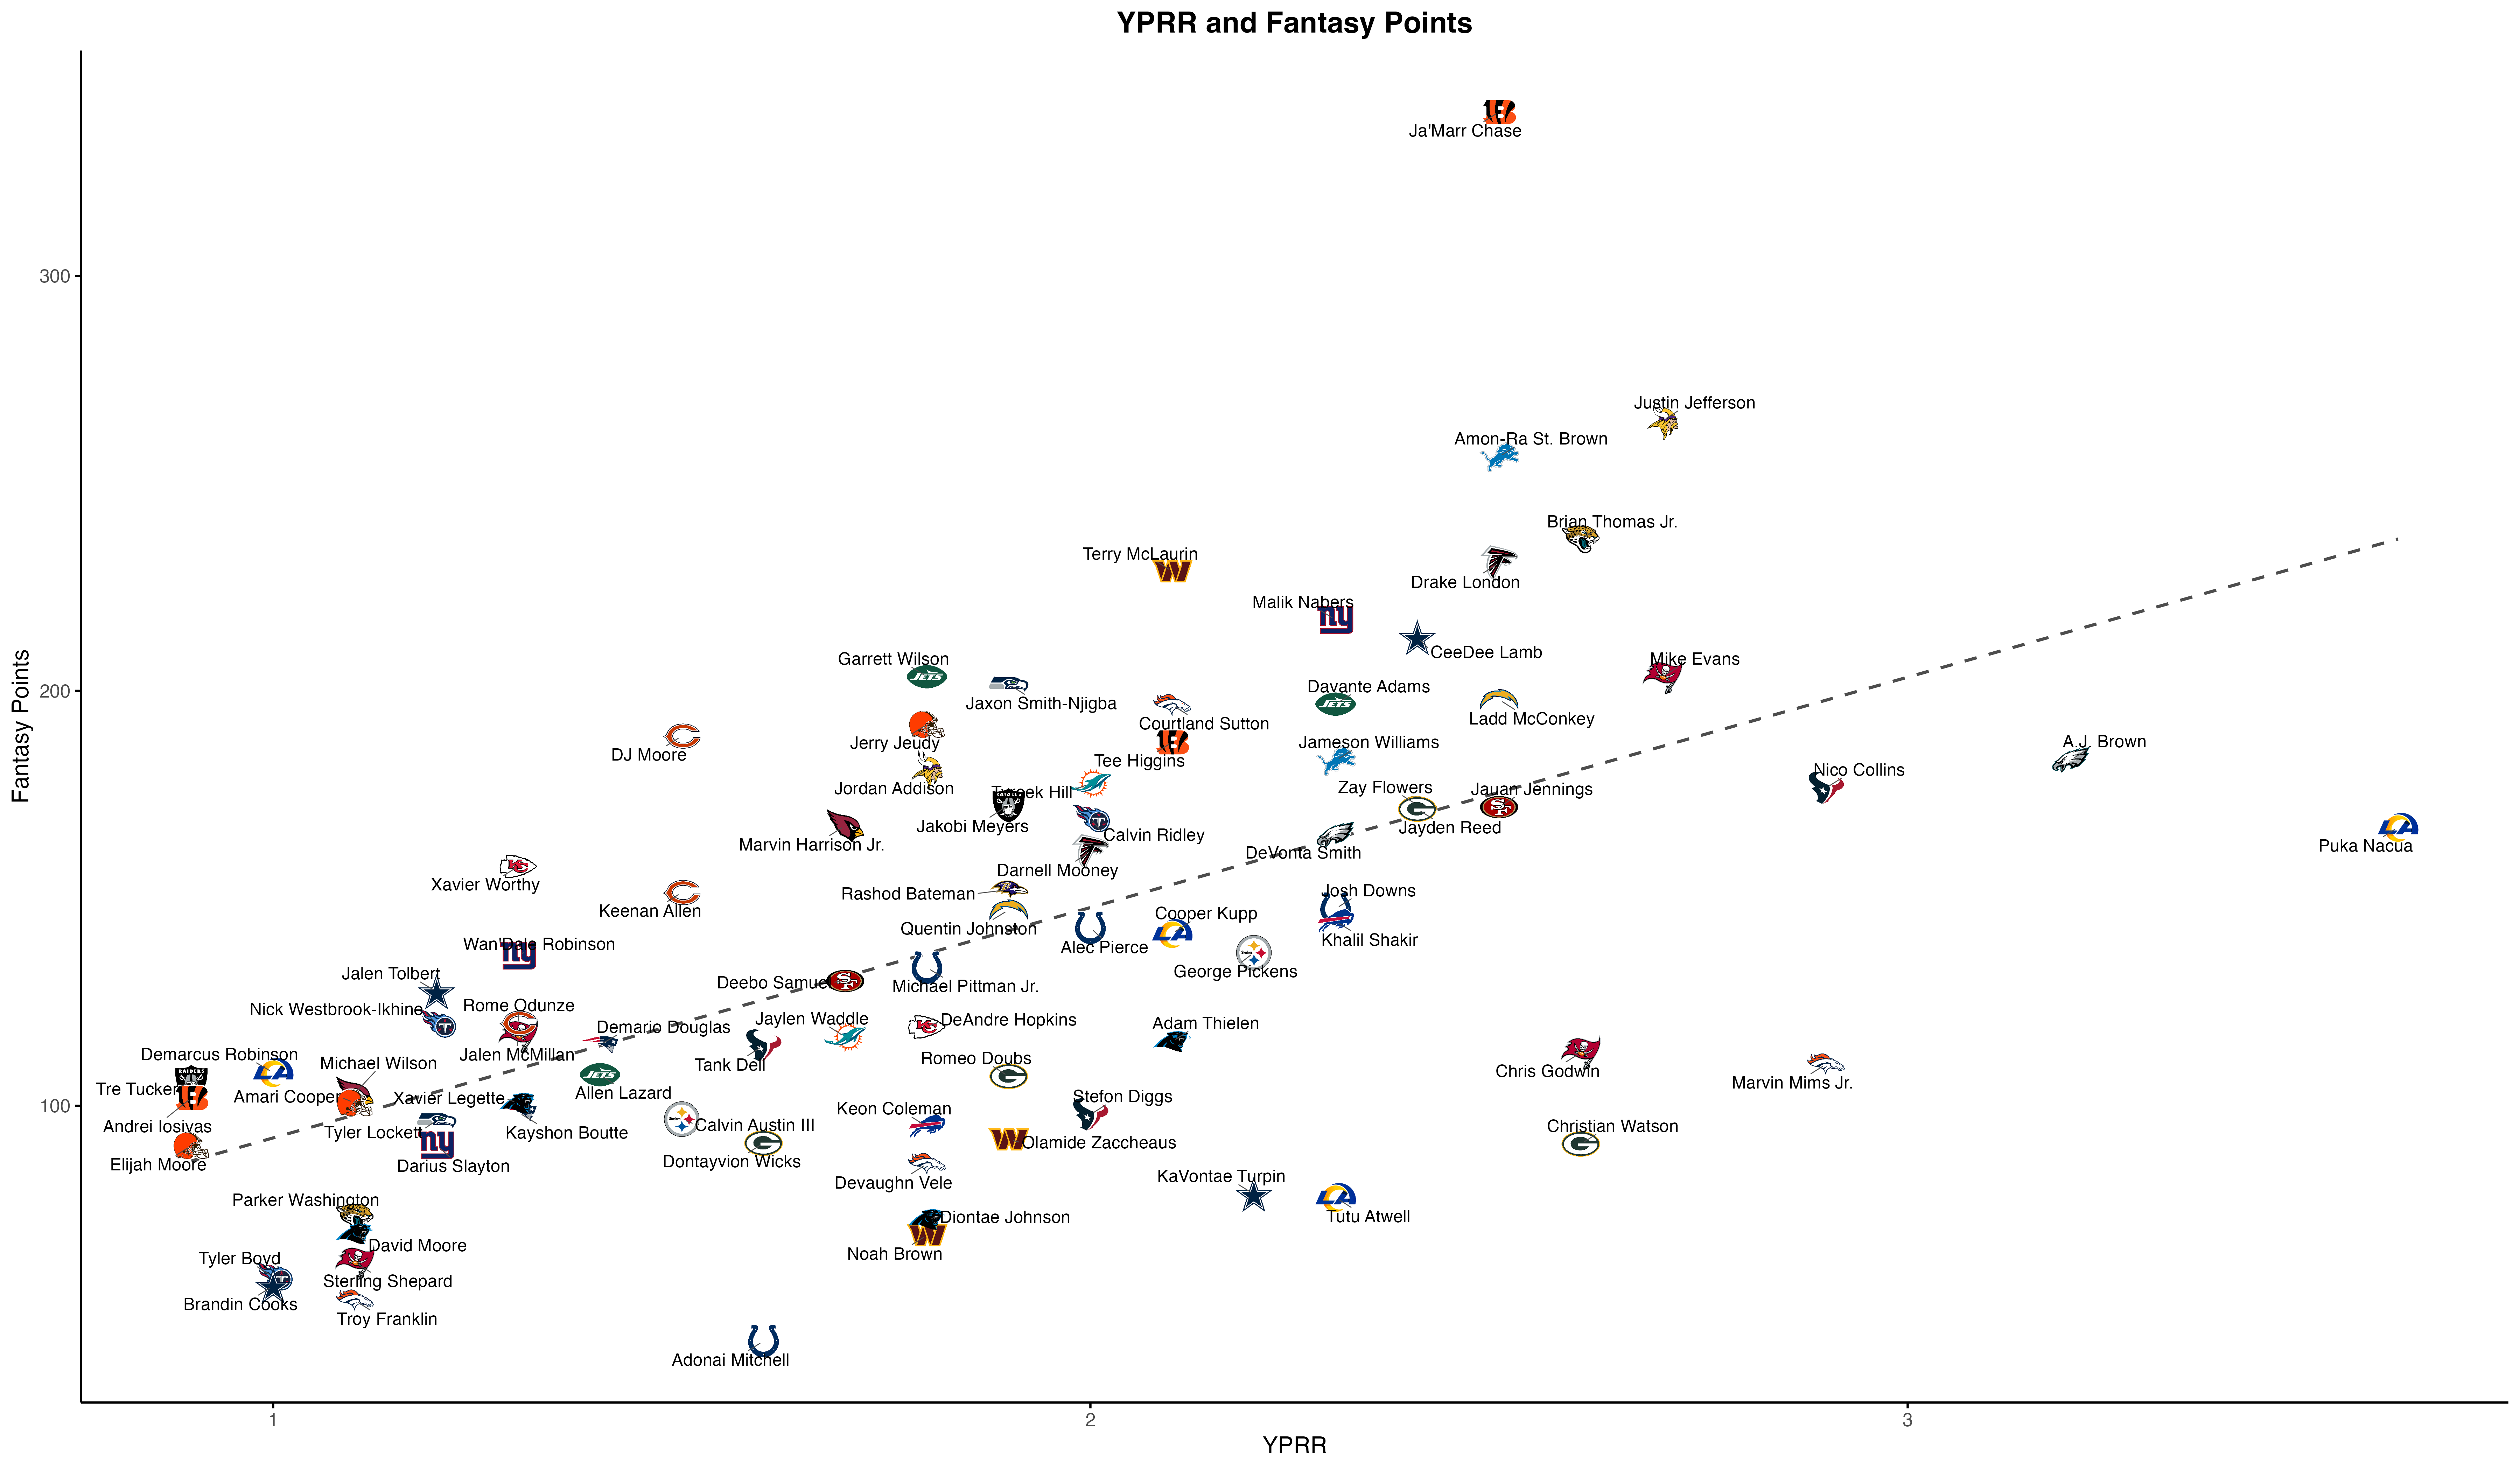 YPRR and Fantasy Points
Ja'Marr Chase
300
Justin Jefferson
Amon-Ra St. Brown
Brian Thomas Jr.
Terry McLaurin
Drake London
Malik Nabers
CeeDee Lamb
Garrett Wilson
Mike Evans
Fantasy Points
200
Davante Adams
Jaxon Smith-Njigba
Ladd McConkey
Courtland Sutton
Jerry Jeudy
Jameson Williams
A.J. Brown
DJ Moore
Tee Higgins
Nico Collins
Jordan Addison
Tyreek Hill
Zay Flowers
Jauan Jennings
Jakobi Meyers
Jayden Reed
Calvin Ridley
Marvin Harrison Jr.
Puka Nacua
DeVonta Smith
Darnell Mooney
Xavier Worthy
Rashod Bateman
Josh Downs
Keenan Allen
Cooper Kupp
Quentin Johnston
Khalil Shakir
Wan'Dale Robinson
Alec Pierce
George Pickens
Jalen Tolbert
Deebo Samuel
Michael Pittman Jr.
Nick Westbrook-Ikhine
Rome Odunze
Jaylen Waddle
DeAndre Hopkins
Adam Thielen
Demario Douglas
Demarcus Robinson
Jalen McMillan
Michael Wilson
Tank Dell
Romeo Doubs
Chris Godwin
Marvin Mims Jr.
Tre Tucker
RAIDERS
Amari Cooper
Xavier Legette
Allen Lazard
Stefon Diggs
100
Keon Coleman
Andrei Iosivas
Tyler Lockett
Kayshon Boutte
Calvin Austin III
Christian Watson
Olamide Zaccheaus
Elijah Moore
Darius Slayton
Dontayvion Wicks
KaVontae Turpin
Devaughn Vele
Parker Washington
Diontae Johnson
Tutu Atwell
David Moore
Noah Brown
Tyler Boyd
Sterling Shepard
Brandin Cooks
Troy Franklin
Adonai Mitchell
1
2
3
YPRR